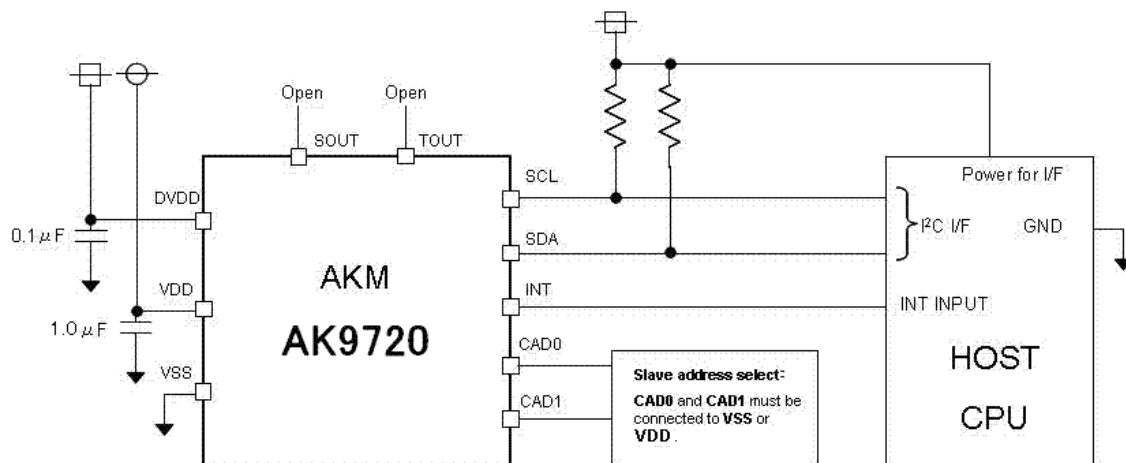 Open
Open
SOUT
TOUT
DVDD
0.1μF
VDD
1.0μF
VSS
AKM
AK9720
SCL
SDA
INT
CAD0
CAD1
Slave address select:
CAD0 and CAD1 must be
connected to VSS or
VDD .
Power for I/F
I²C I/F
GND
INT INPUT
HOST
CPU